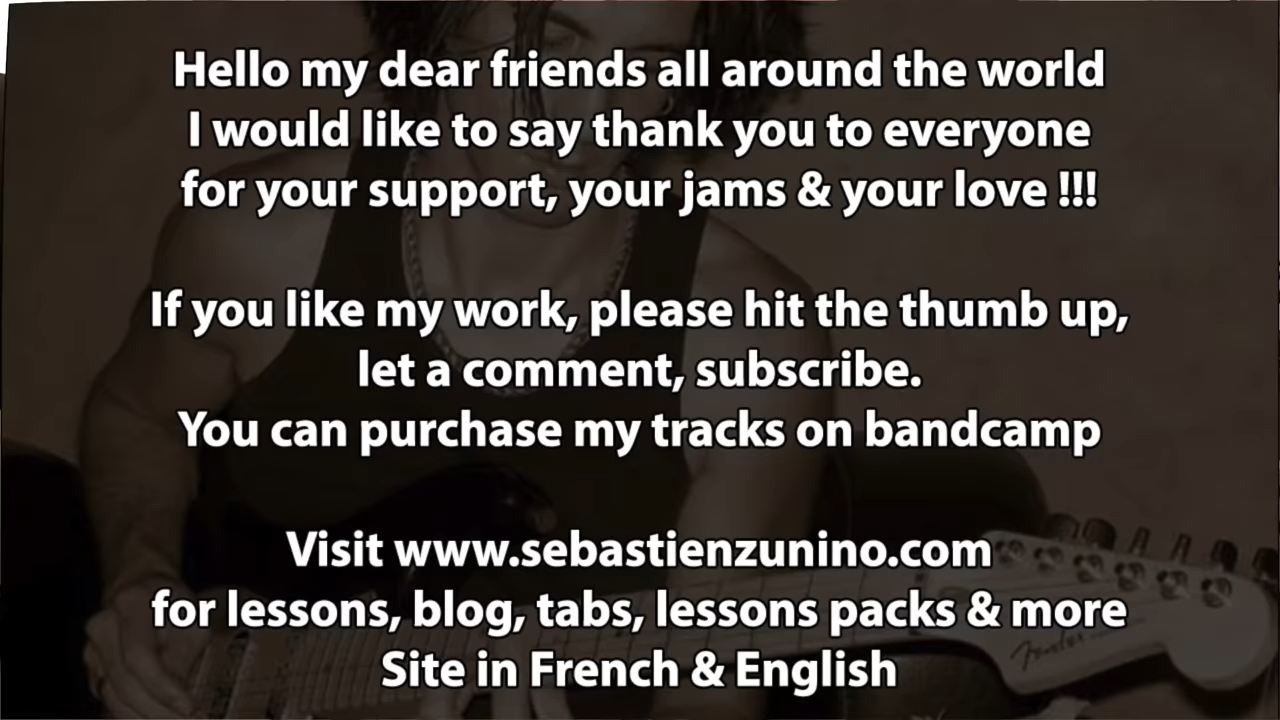 Hello my dear friends all around the world
I would like to say thank you to everyone
for your support, your jams & your love !!!
If you like my work, please hit the thumb up,
let a comment, subscribe.
You can purchase my tracks on bandcamp
Visit www.sebastienzunino.com
for lessons, blog, tabs, lessons packs & more
Fender
Site in French & English